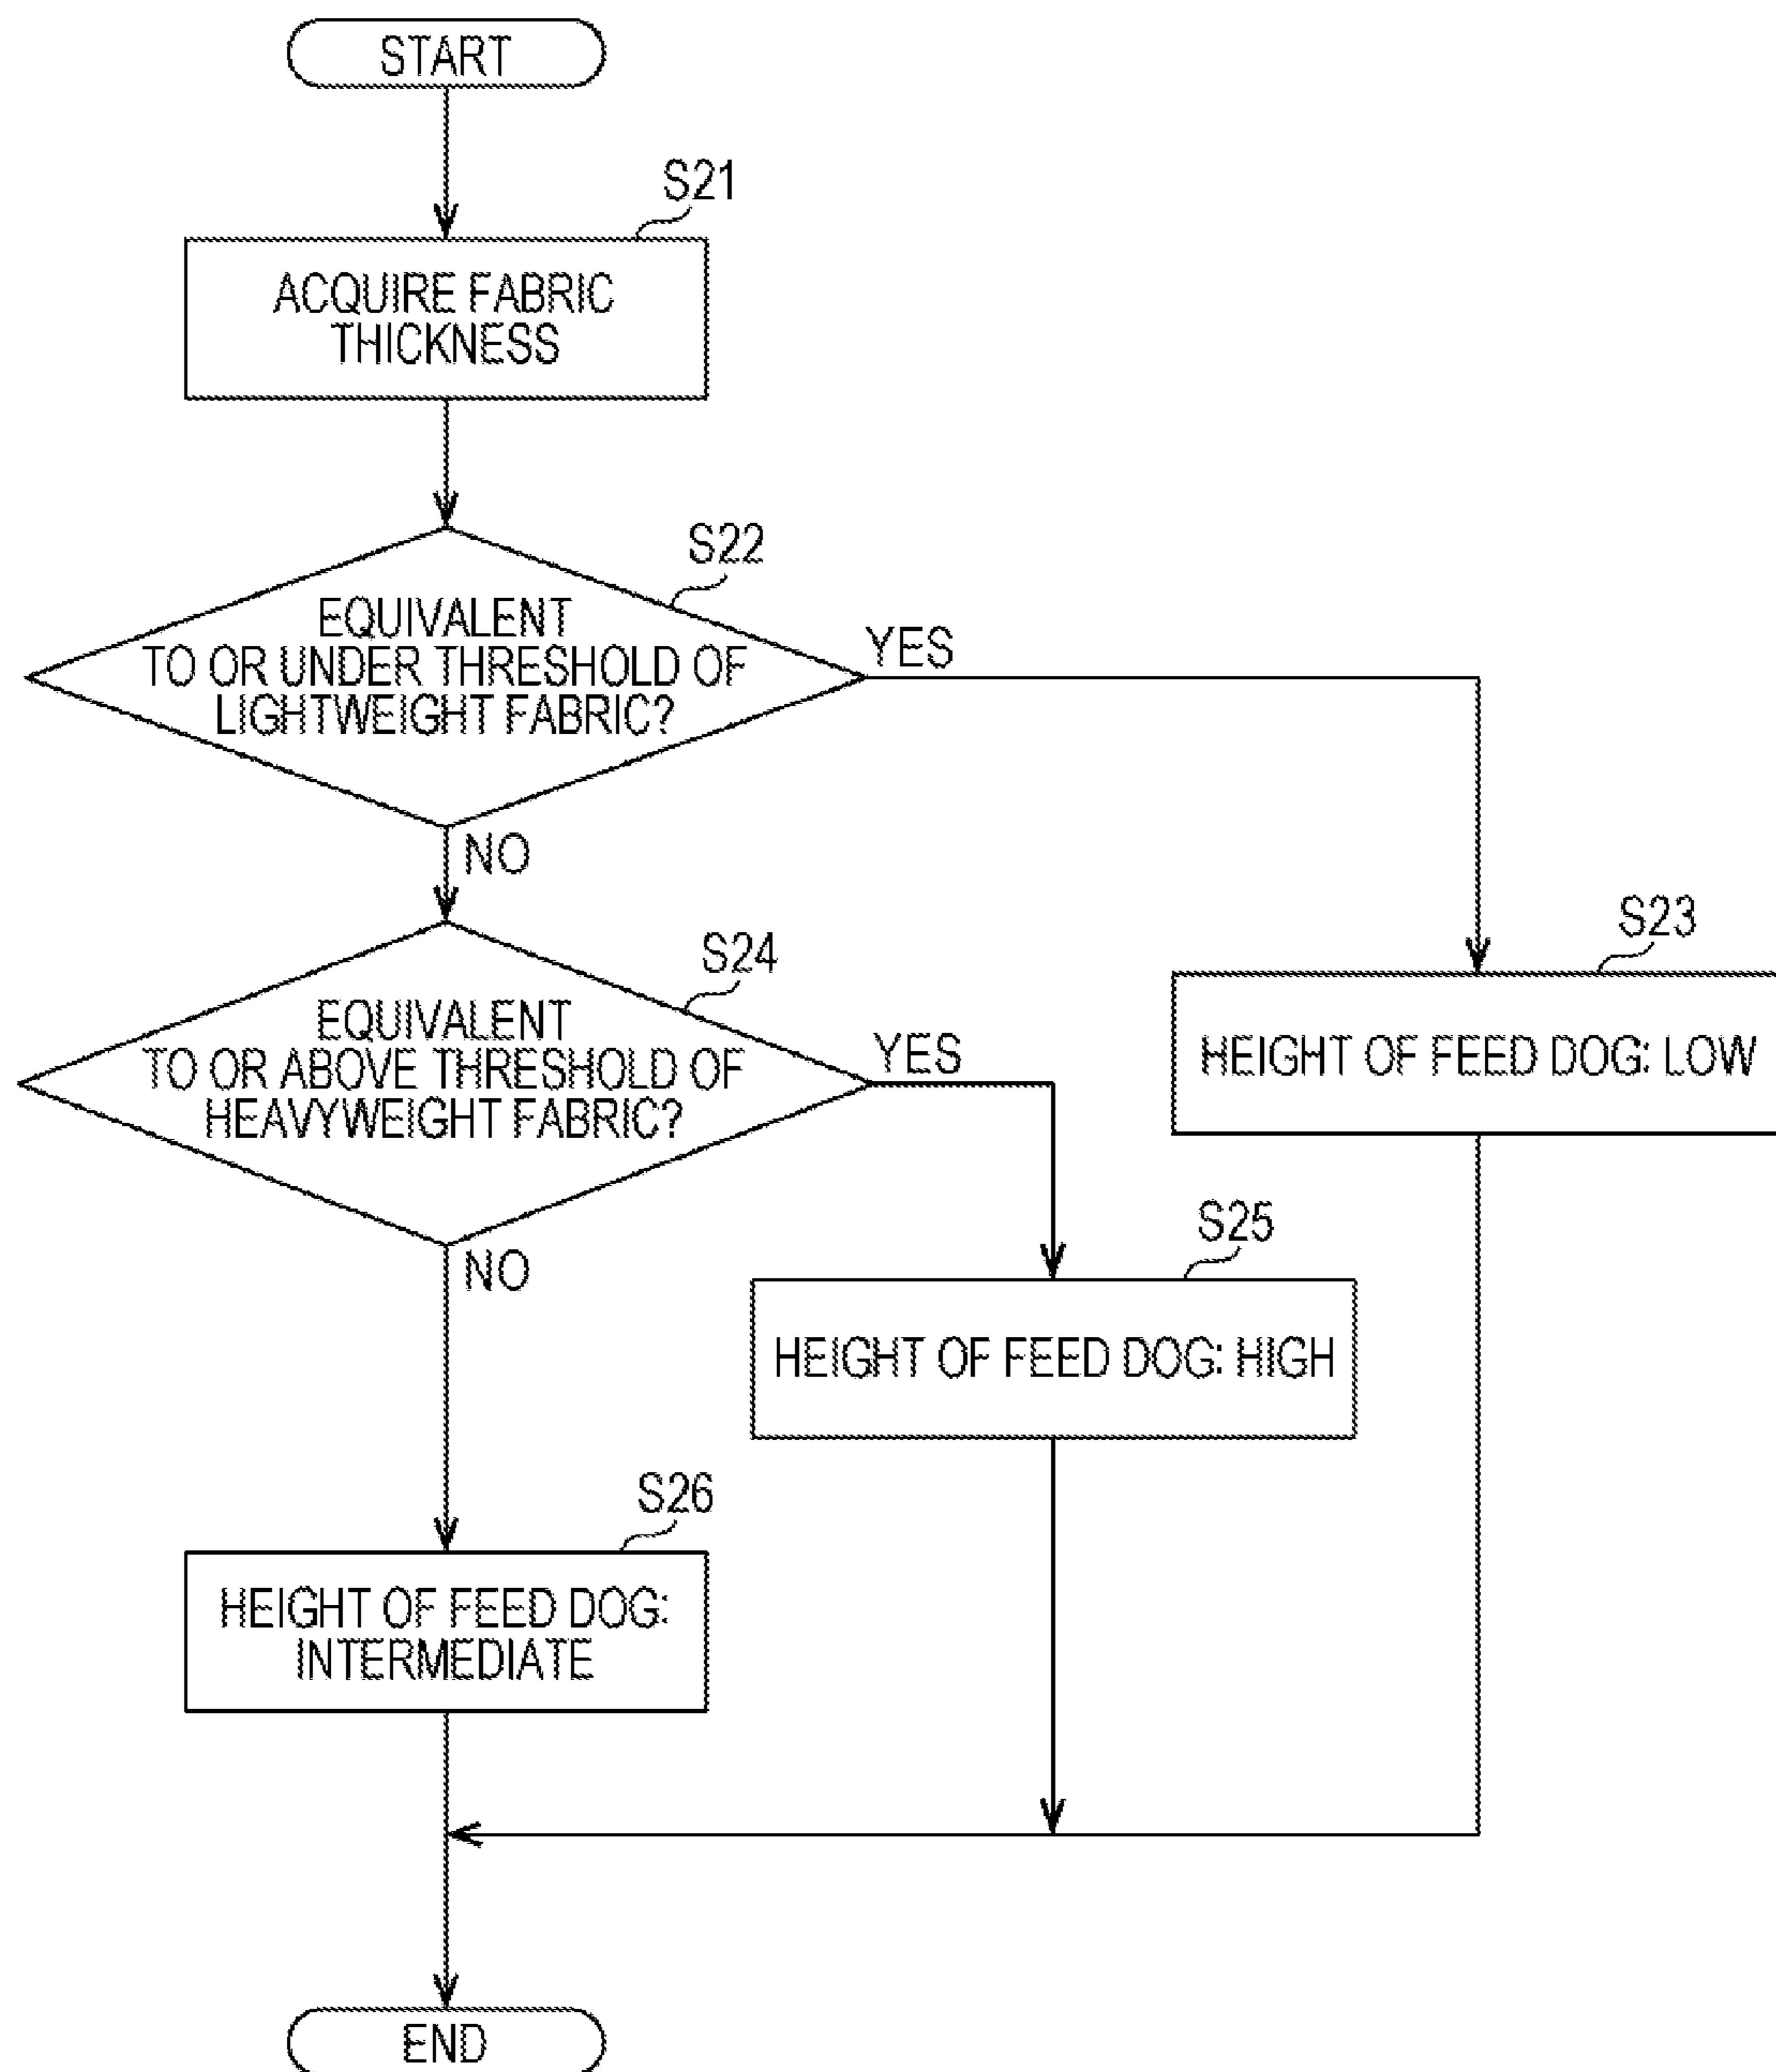 START
S21
ACQUIRE FABRIC
THICKNESS
S22
EQUIVALENT
TO OR UNDER THRESHOLD OF
LIGHTWEIGHT FABRIC?
YES
NO
S23
HEIGHT OF FEED DOG: LOW
S24
EQUIVALENT
TO OR ABOVE THRESHOLD OF
HEAVYWEIGHT FABRIC?
YES
NO
S25
HEIGHT OF FEED DOG: HIGH
S26
HEIGHT OF FEED DOG:
INTERMEDIATE
END